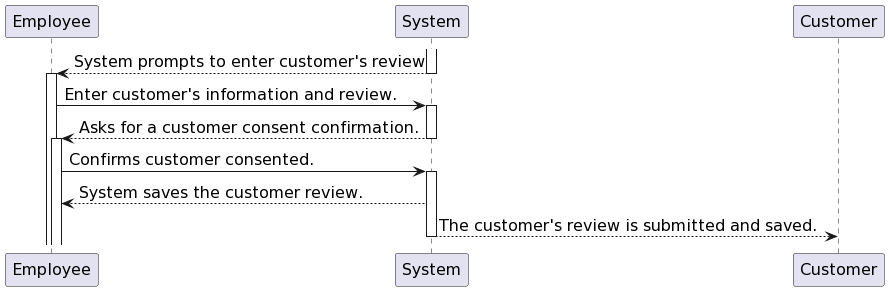 Employee System Customer
System prompts to enter customer's review
Enter customer's information and review.
Asks for a customer consent confirmation.
Confirms customer consented.
System saves the customer review.
The customer's review is submitted and saved.
Employee System Customer